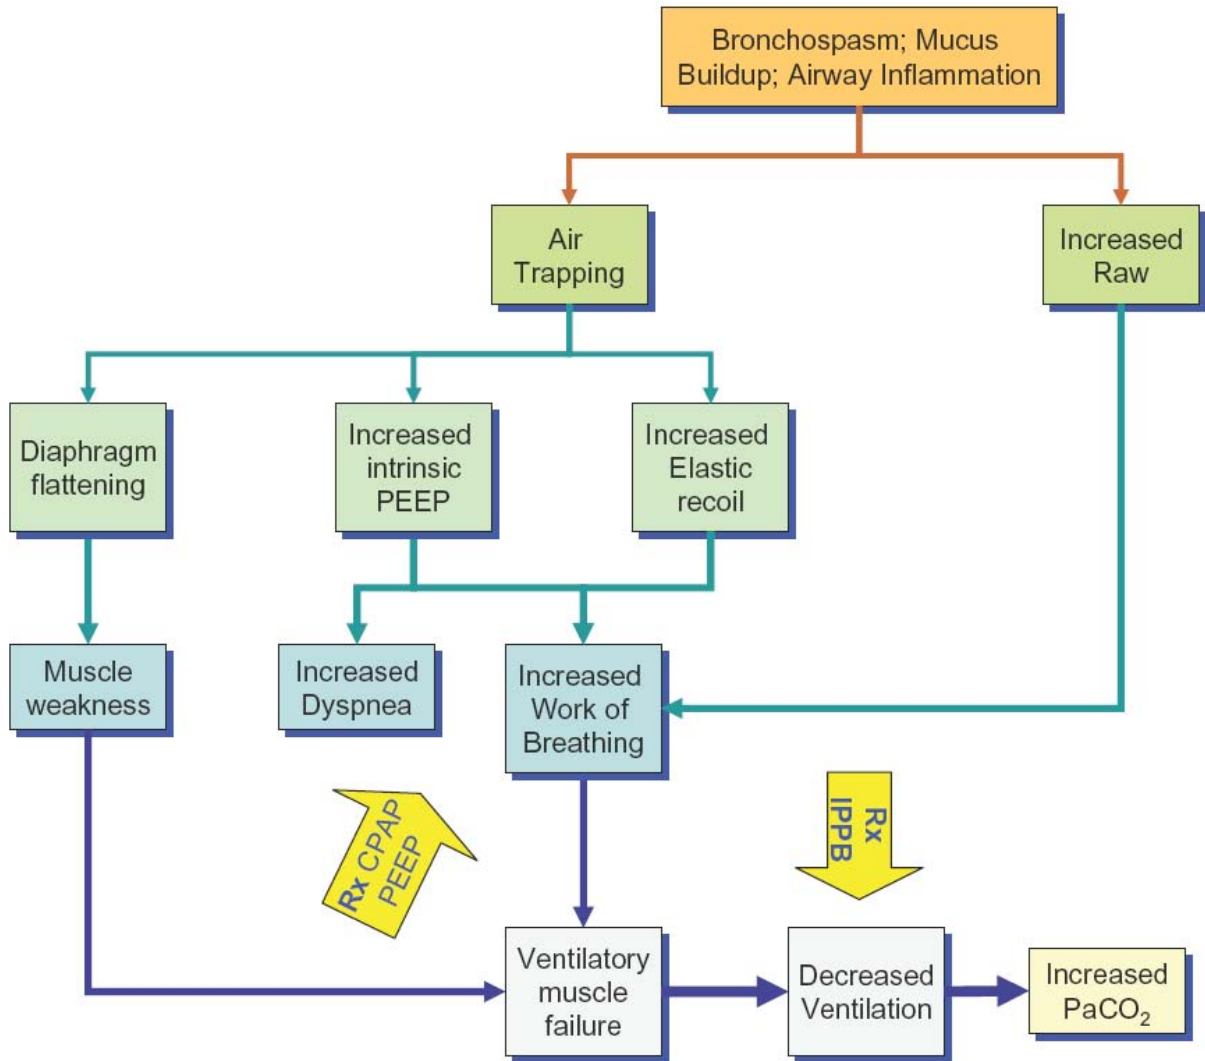 Bronchospasm; Mucus
Buildup; Airway Inflammation
Air
Trapping
Increased
Raw
Diaphragm
flattening
Increased
intrinsic
PEEP
Increased
Elastic
recoil
Muscle
weakness
Increased
Dyspnea
Increased
Work of
Breathing
Rx CPAP
PEEP
Rx
IPPB
Ventilatory
muscle
failure
Decreased
Ventilation
Increased
PaCO₂